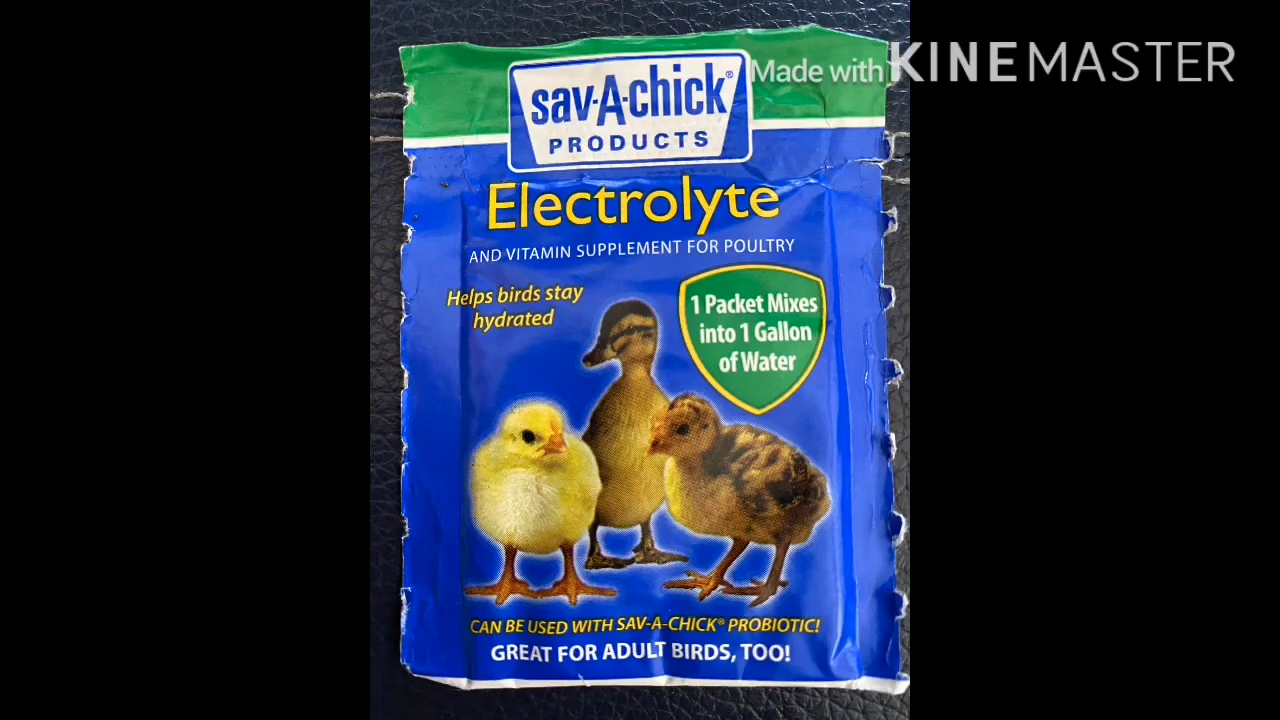 Made with KINEMASTER
sav-A-chick®
PRODUCTS
Electrolyte
AND VITAMIN SUPPLEMENT FOR POULTRY
Helps birds stay
hydrated
1 Packet Mixes
into 1 Gallon
of Water
CAN BE USED WITH SAV-A-CHICK® PROBIOTIC!
GREAT FOR ADULT BIRDS, TOO!